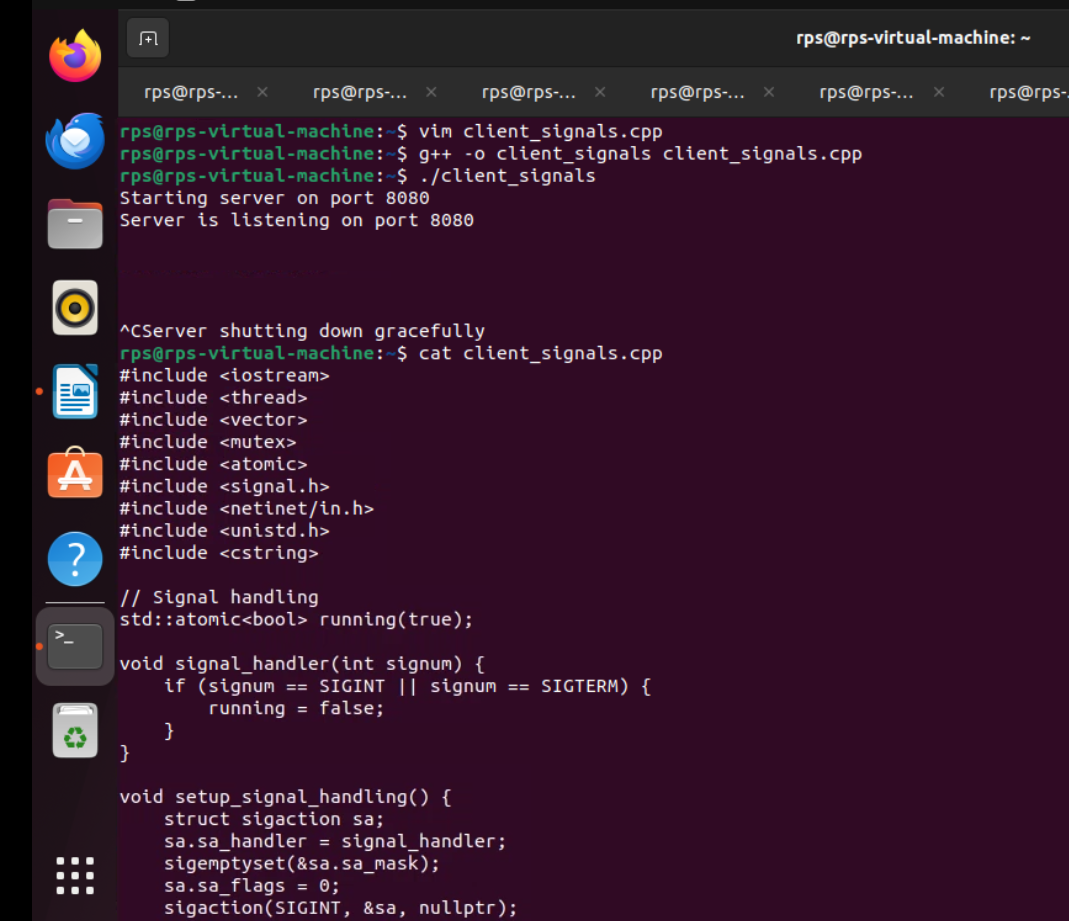 rps@rps-virtual-machine: ~
rps@rps-... × rps@rps-... × rps@rps-... × rps@rps-... × rps@rps-... × rps@rps-.
rps@rps-virtual-machine:~$ vim client_signals.cpp
rps@rps-virtual-machine:~$ g++ -o client_signals client_signals.cpp
rps@rps-virtual-machine:~$ ./client_signals
Starting server on port 8080
Server is listening on port 8080
^CServer shutting down gracefully
rps@rps-virtual-machine:~$ cat client_signals.cpp
#include <iostream>
#include <thread>
#include <vector>
#include <mutex>
#include <atomic>
#include <signal.h>
#include <netinet/in.h>
#include <unistd.h>
#include <cstring>
// Signal handling
std::atomic<bool> running(true);
void signal_handler(int signum) {
    if (signum == SIGINT || signum == SIGTERM) {
        running = false;
    }
}
void setup_signal_handling() {
    struct sigaction sa;
    sa.sa_handler = signal_handler;
    sigemptyset(&sa.sa_mask);
    sa.sa_flags = 0;
    sigaction(SIGINT, &sa, nullptr);